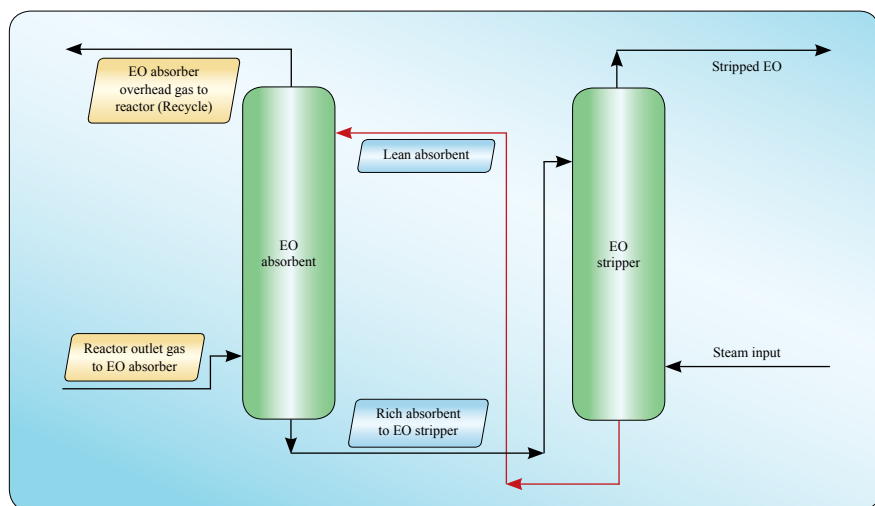 EO absorber
overhead gas to
reactor (Recycle)
Stripped EO
Lean absorbent
EO
absorbent
EO
stripper
Reactor outlet gas
to EO absorber
Steam input
Rich absorbent
to EO stripper